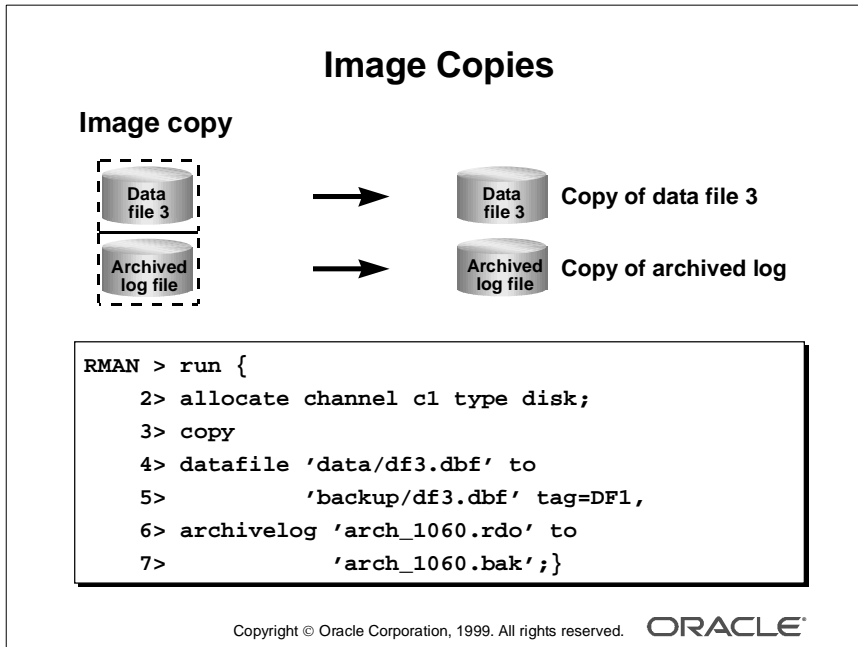 Image Copies
Image copy
Data
file 3
Data
file 3
Copy of data file 3
Archived
log file
Archived
log file
Copy of archived log
RMAN > run {
2> allocate channel c1 type disk;
3> copy
4> datafile ’data/df3.dbf’ to
5> ’backup/df3.dbf’ tag=DF1,
6> archivelog ’arch_1060.rdo’ to
7> ’arch_1060.bak’;}
Copyright © Oracle Corporation, 1999. All rights reserved. ORACLE®